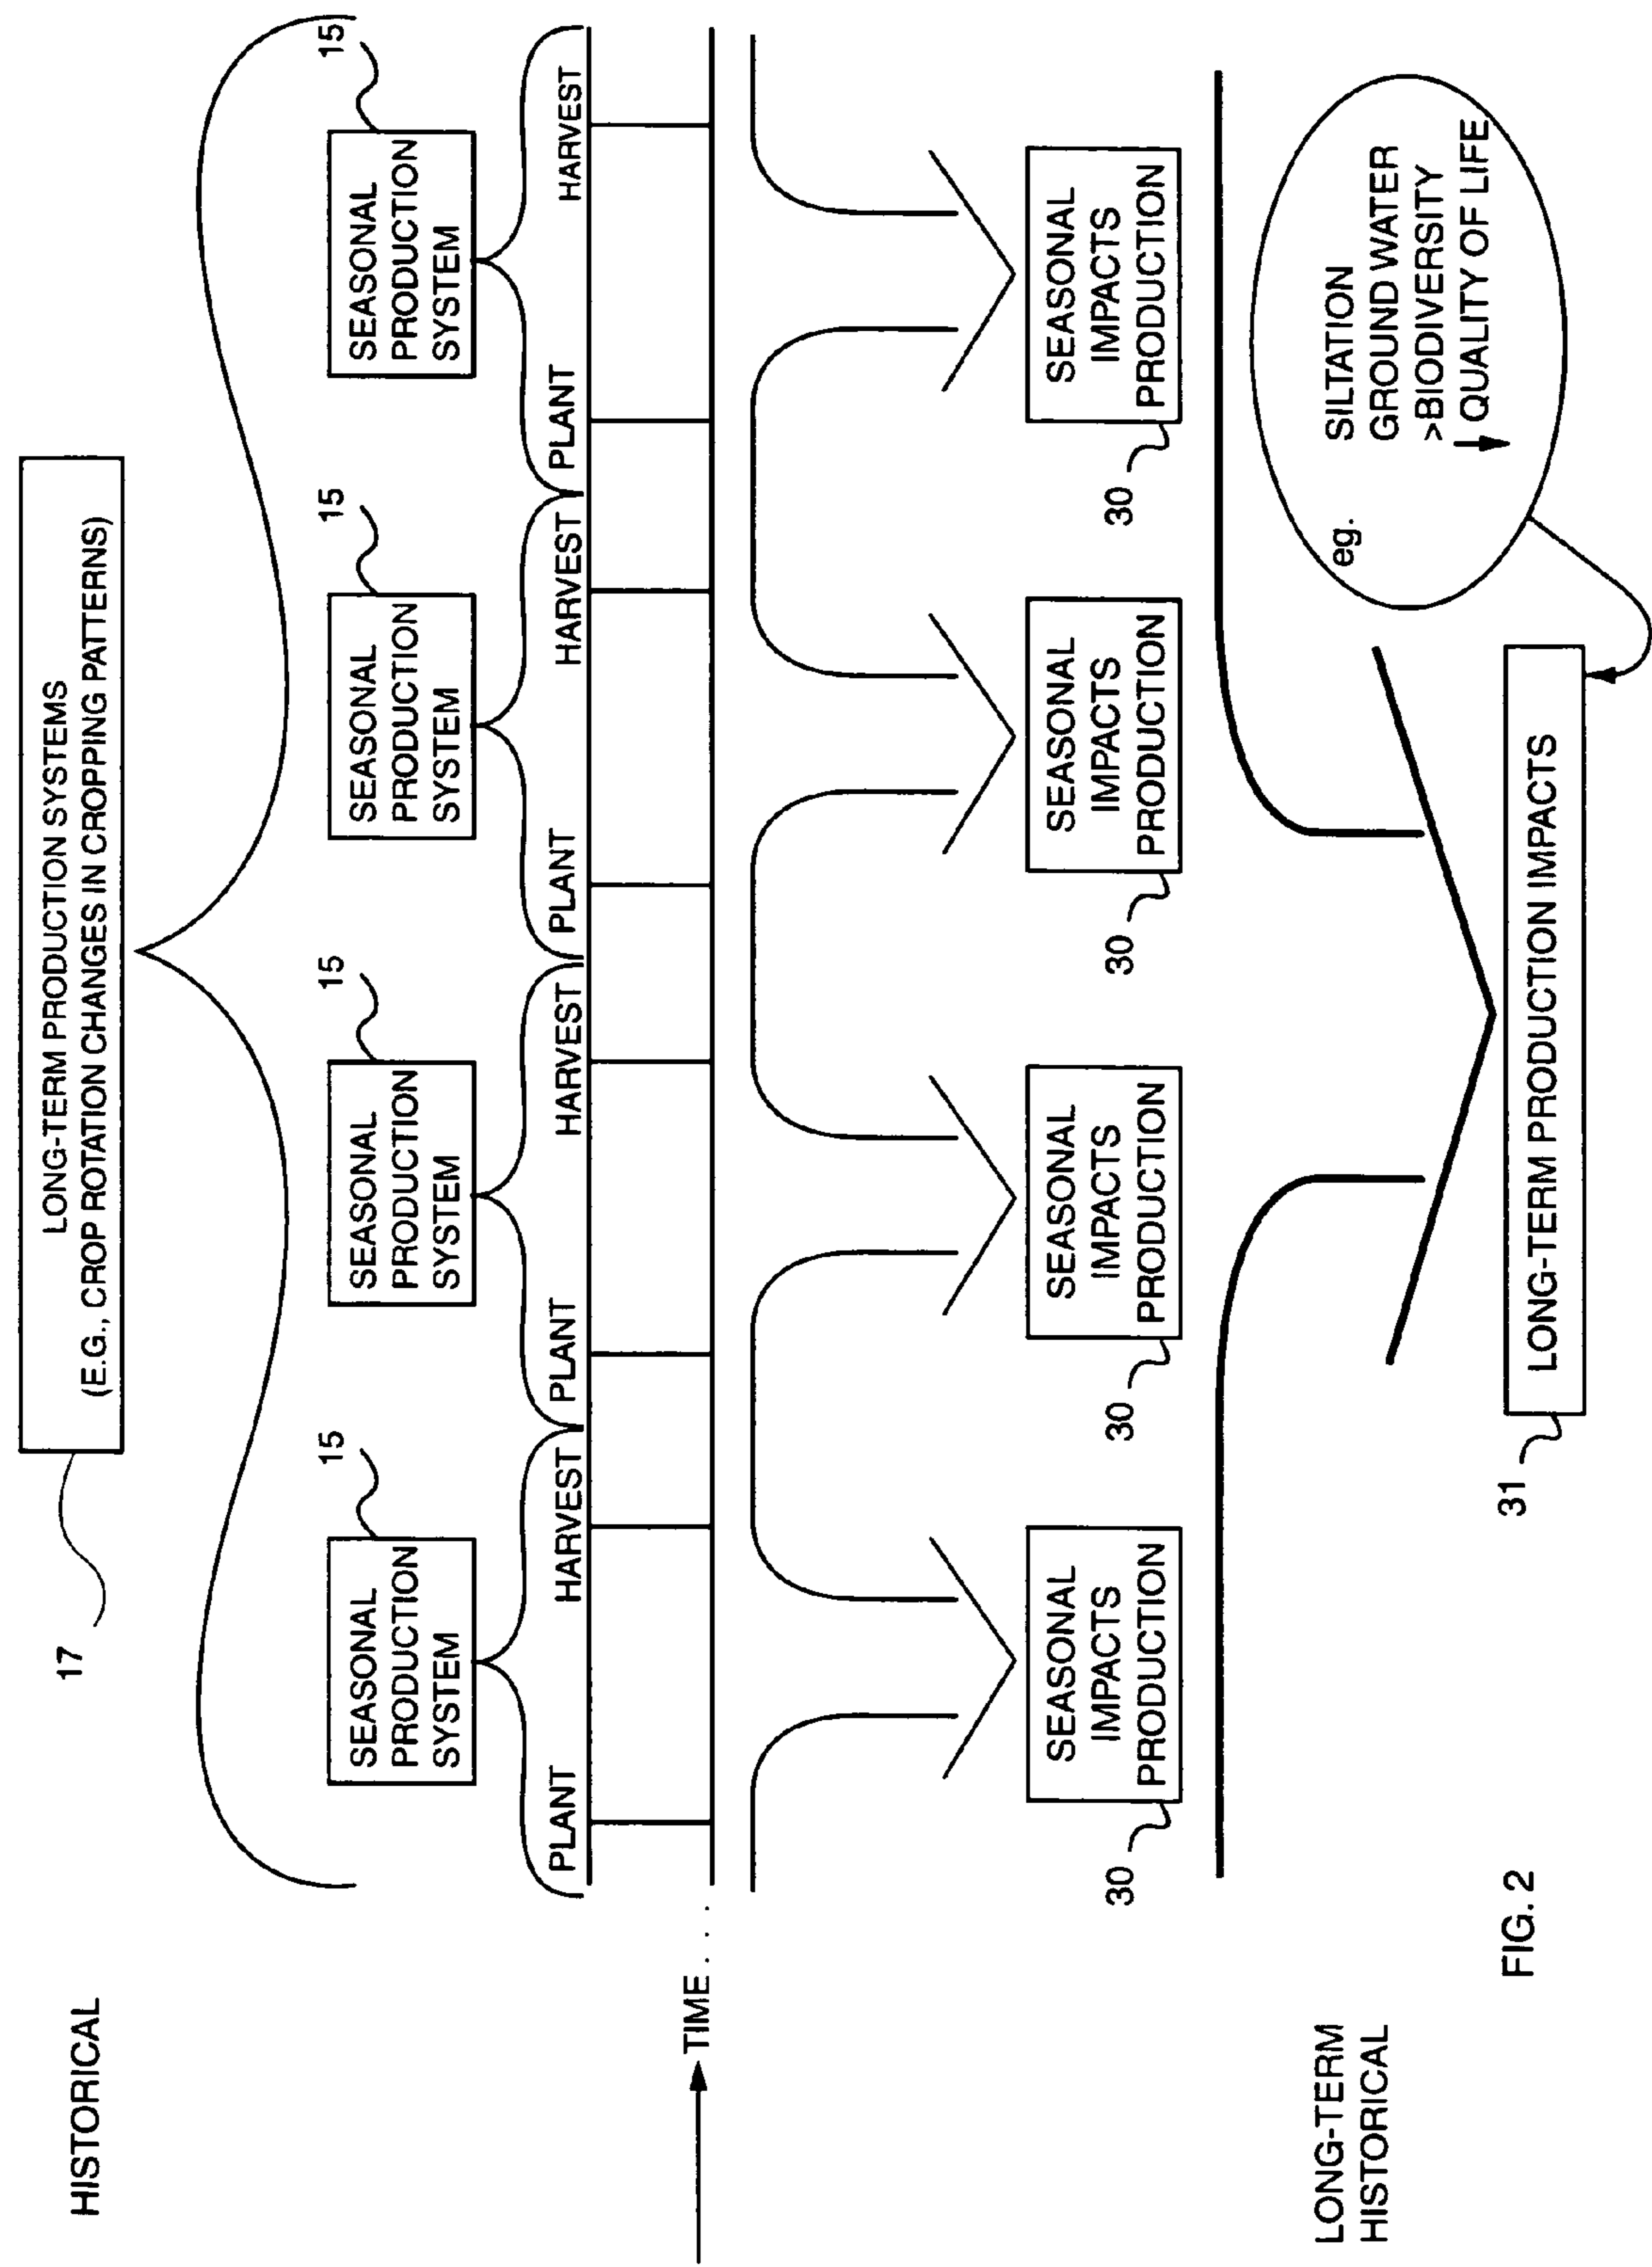 HISTORICAL
17
LONG-TERM PRODUCTION SYSTEMS
(E.G., CROP ROTATION CHANGES IN CROPPING PATTERNS)
SEASONAL
PRODUCTION
SYSTEM
15
SEASONAL
PRODUCTION
SYSTEM
15
SEASONAL
PRODUCTION
SYSTEM
15
SEASONAL
PRODUCTION
SYSTEM
15
PLANT
HARVEST
PLANT
HARVEST
PLANT
HARVEST
PLANT
HARVEST
TIME . . .
30
SEASONAL
IMPACTS
PRODUCTION
30
SEASONAL
IMPACTS
PRODUCTION
30
SEASONAL
IMPACTS
PRODUCTION
30
SEASONAL
IMPACTS
PRODUCTION
LONG-TERM
HISTORICAL
eg.
SILTATION
GROUND WATER
>BIODIVERSITY
QUALITY OF LIFE
31
LONG-TERM PRODUCTION IMPACTS
FIG. 2